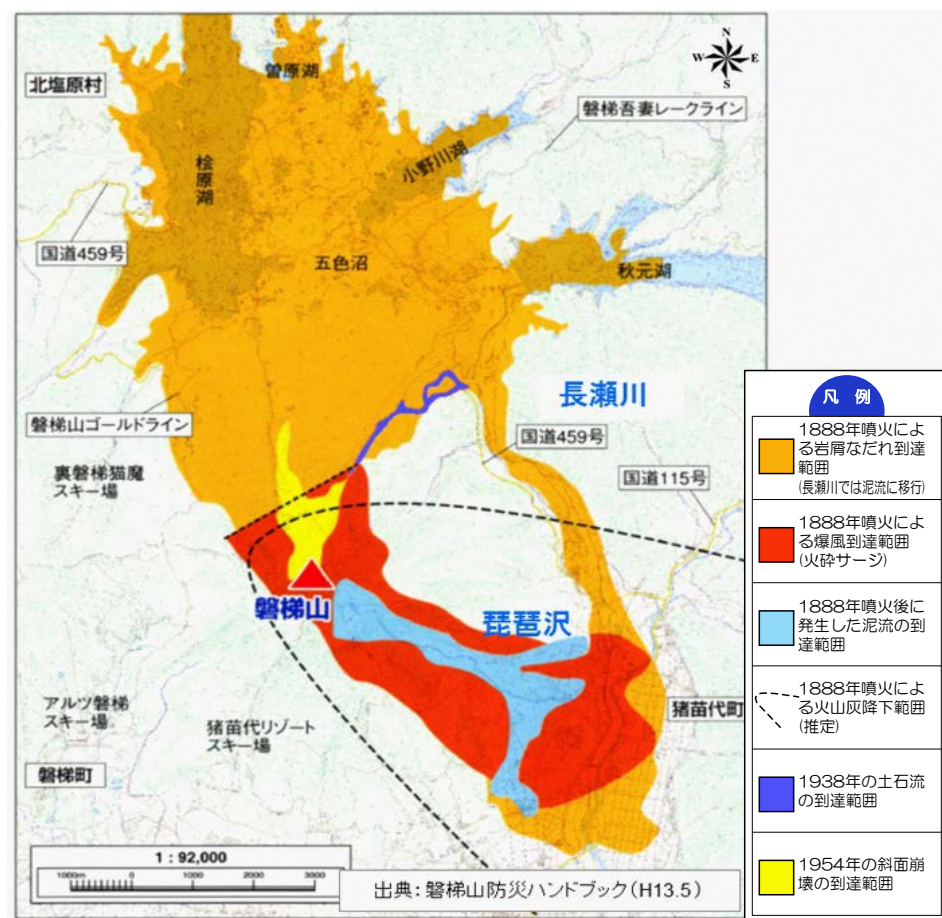 N
W
E
S
曽原湖
北塩原村
磐梯吾妻レークライン
小野川湖
桧原湖
国道459号
五色沼
秋元湖
長瀬川
磐梯山ゴールドライン
国道459号
裏磐梯猫魔
スキー場
国道115号
磐梯山
琵琶沢
アルツ磐梯
スキー場
猪苗代リゾート
スキー場
猪苗代町
磐梯町
1：92,000
1000m 0 1000 2000 3000
出典：磐梯山防災ハンドブック（H13.5）
凡 例
1888年噴火によ
る岩屑なだれ到達
範囲
(長瀬川では泥流に移行)
1888年噴火によ
る爆風到達範囲
(火砕サージ)
1888年噴火後に
発生した泥流の到
達範囲
1888年噴火によ
る火山灰降下範囲
(推定)
1938年の土石流
の到達範囲
1954年の斜面崩
壊の到達範囲